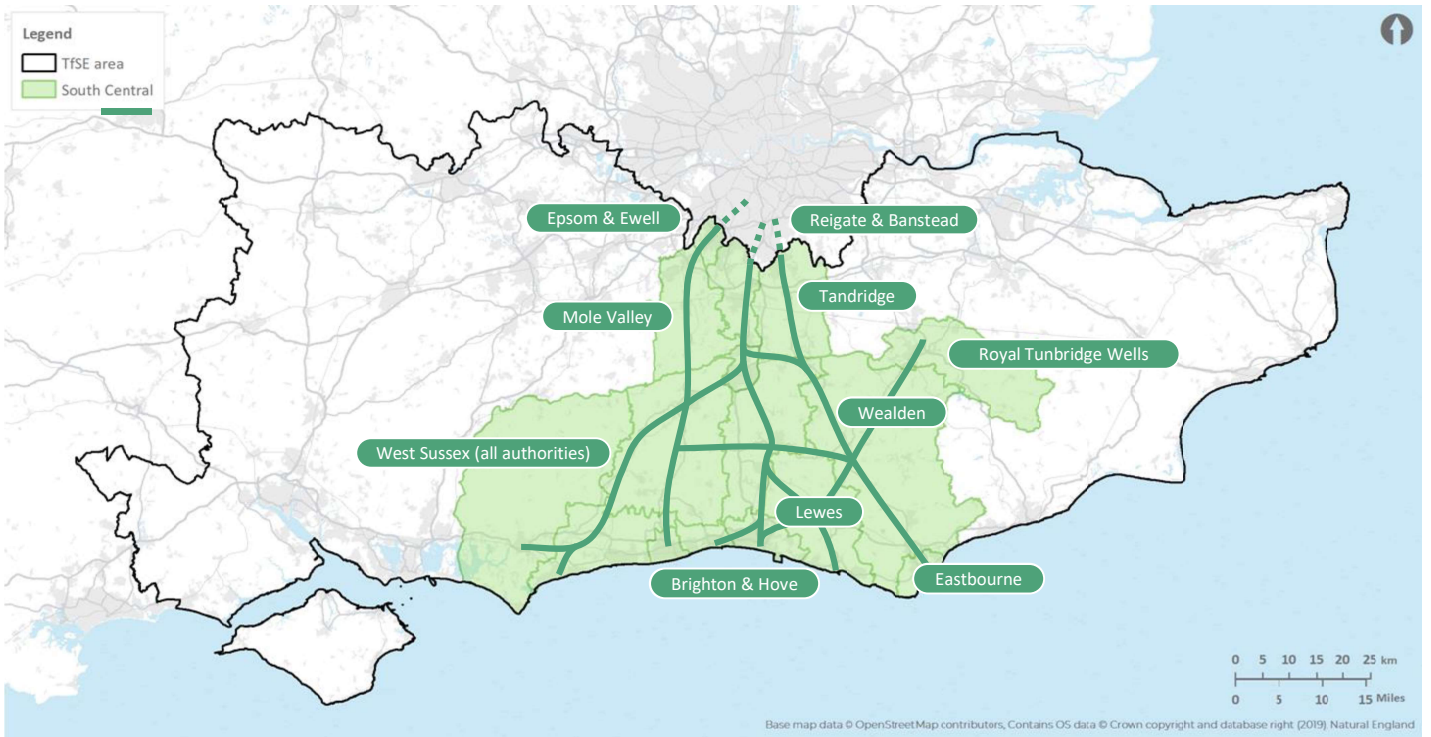 Legend
TfSE area
South Central
Epsom & Ewell
Reigate & Banstead
Tandridge
Mole Valley
Royal Tunbridge Wells
Wealden
West Sussex (all authorities)
Lewes
Brighton & Hove
Eastbourne
0 5 10 15 20 25 km
0 5 10 15 Miles
Base map data © OpenStreetMap contributors, Contains OS data © Crown copyright and database right (2019) Natural England